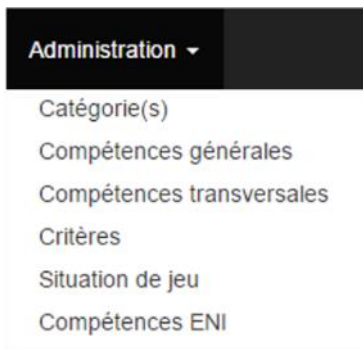 Administration
Catégorie(s)
Compétences générales
Compétences transversales
Critères
Situation de jeu
Compétences ENI